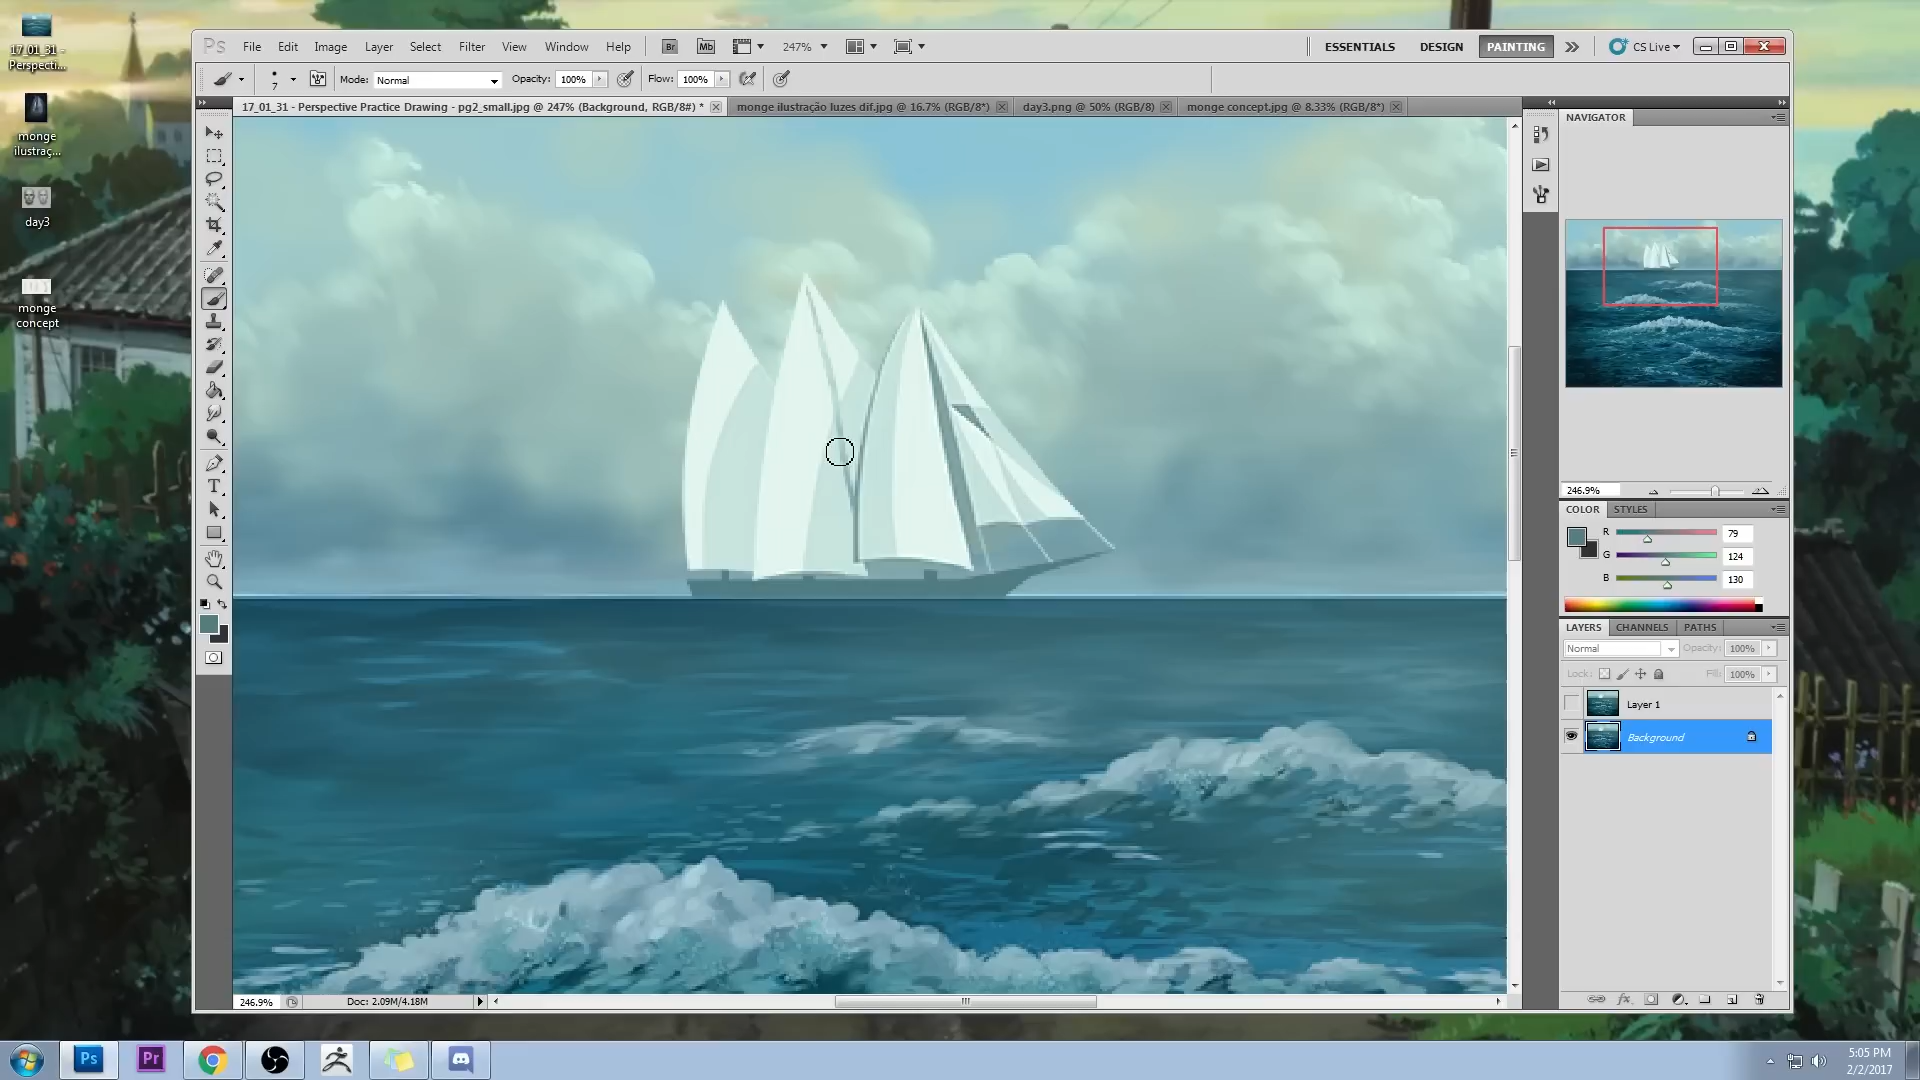 17_01_31 -
Perspecti...
monge
ilustraç...
day3
monge
concept
Ps
File Edit Image Layer Select Filter View Window Help
Br
Mb
247%
ESSENTIALS DESIGN PAINTING
CS Live
7
Mode: Normal
Opacity: 100%
Flow: 100%
17_01_31 - Perspective Practice Drawing - pg2_small.jpg @ 247% (Background, RGB/8#) *
monge ilustração luzes dif.jpg @ 16.7% (RGB/8*)
day3.png @ 50% (RGB/8)
monge concept.jpg @ 8.33% (RGB/8*)
NAVIGATOR
246.9%
COLOR STYLES
R 79
G 124
B 130
LAYERS CHANNELS PATHS
Normal Opacity: 100%
Lock: Fill: 100%
Layer 1
Background
246.9% Doc: 2.09M/4.18M
Ps
Pr
5:05 PM
2/2/2017